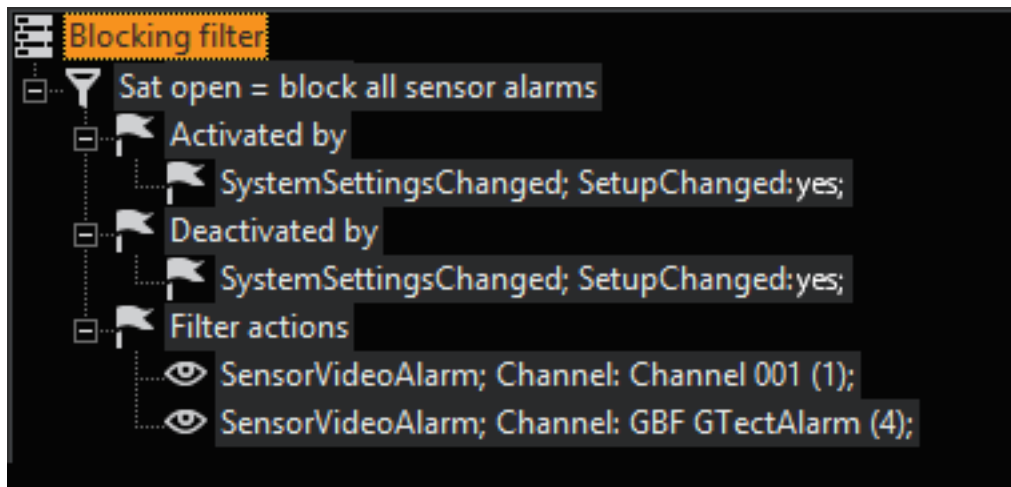 Blocking filter
Sat open = block all sensor alarms
Activated by
SystemSettingsChanged; SetupChanged:yes;
Deactivated by
SystemSettingsChanged; SetupChanged:yes;
Filter actions
SensorVideoAlarm; Channel: Channel 001 (1);
SensorVideoAlarm; Channel: GBF GTectAlarm (4);